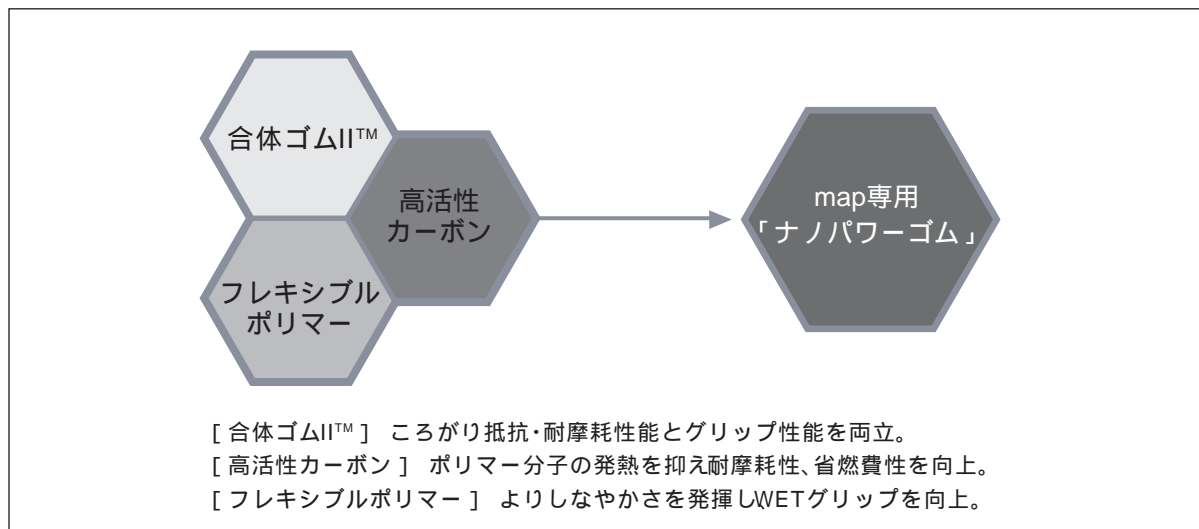 合体ゴムII™
高活性
カーボン
フレキシブル
ポリマー
map専用
「ナノパワーゴム」
[ 合体ゴムII™ ] ころがり抵抗・耐摩耗性能とグリップ性能を両立。
[ 高活性カーボン ] ポリマー分子の発熱を抑え耐摩耗性、省燃費性を向上。
[ フレキシブルポリマー ] よりしなやかさを発揮しWETグリップを向上。